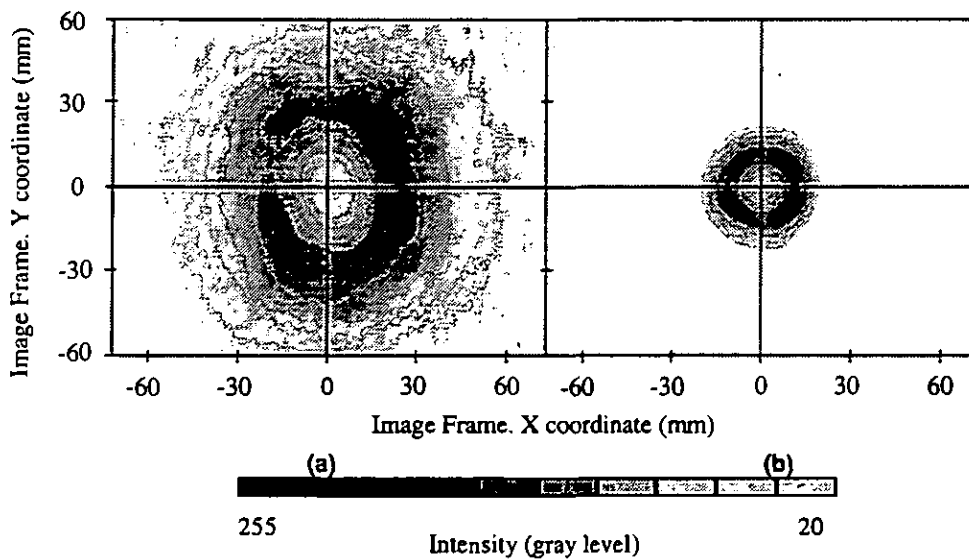 Image Frame. Y coordinate (mm)
60
30
0
-30
-60
-60 -30 0 30 60 -60 -30 0 30 60
Image Frame. X coordinate (mm)
(a) (b)
255 20
Intensity (gray level)